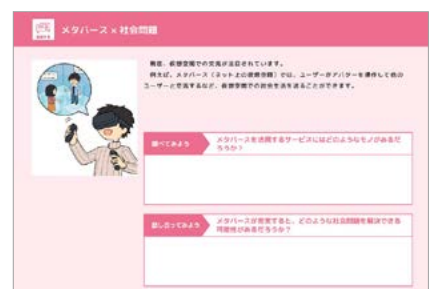 メタバース×社会問題
最近、仮想空間での交流が注目されています。
例えば、メタバース（ネット上の仮想空間）では、ユーザーがアバターを操作して他の
ユーザーと交流するなど、仮想空間での社会生活を送ることができます。
調べてみよう
メタバースを活用するサービスにはどのようなモノがあるだ
ろうか？
話し合ってみよう
メタバースが発展すると、どのような社会問題を解決できる
可能性があるだろうか？